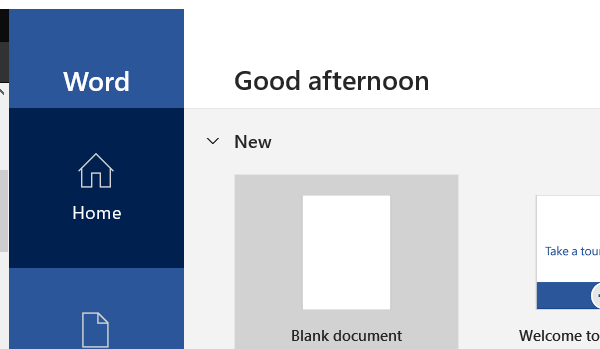 Word
Good afternoon
New
Home
Take a tour
Blank document
Welcome to